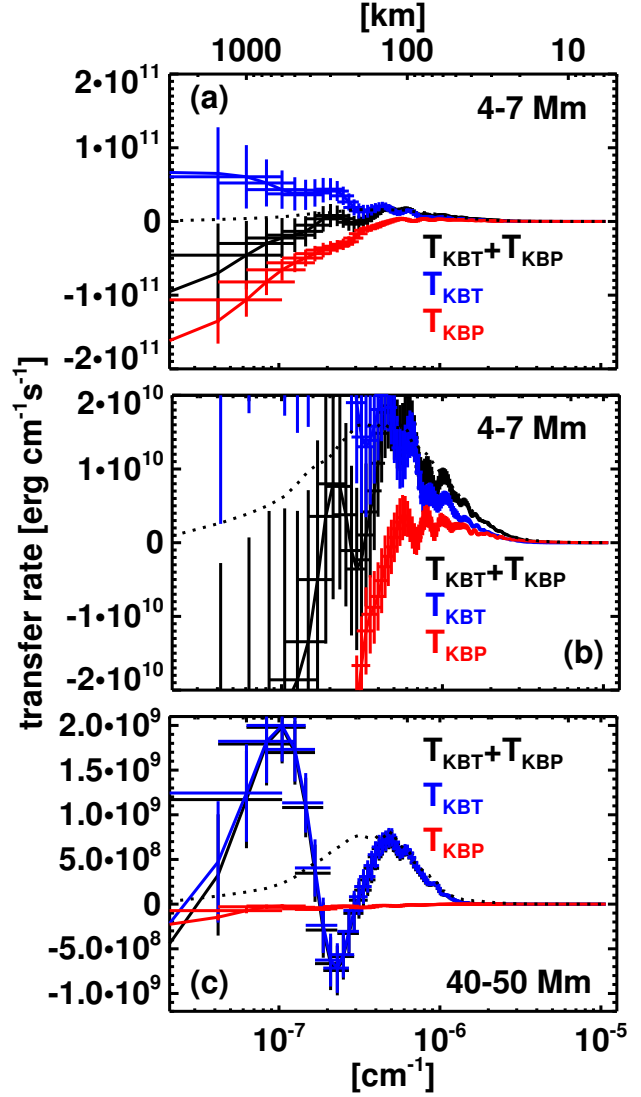 [km]
1000 100 10
2•10¹¹
(a)
4-7 Mm
1•10¹¹
0
T_KBT+T_KBP
T_KBT
T_KBP
-1•10¹¹
-2•10¹¹
2•10¹⁰
4-7 Mm
1•10¹⁰
0
T_KBT+T_KBP
T_KBT
T_KBP
-1•10¹⁰
(b)
-2•10¹⁰
transfer rate [erg cm⁻¹s⁻¹]
2.0•10⁹
T_KBT+T_KBP
1.5•10⁹
T_KBT
1.0•10⁹
T_KBP
5.0•10⁸
0
-5.0•10⁸
(c)
40-50 Mm
-1.0•10⁹
10⁻⁷ 10⁻⁶ 10⁻⁵
[cm⁻¹]